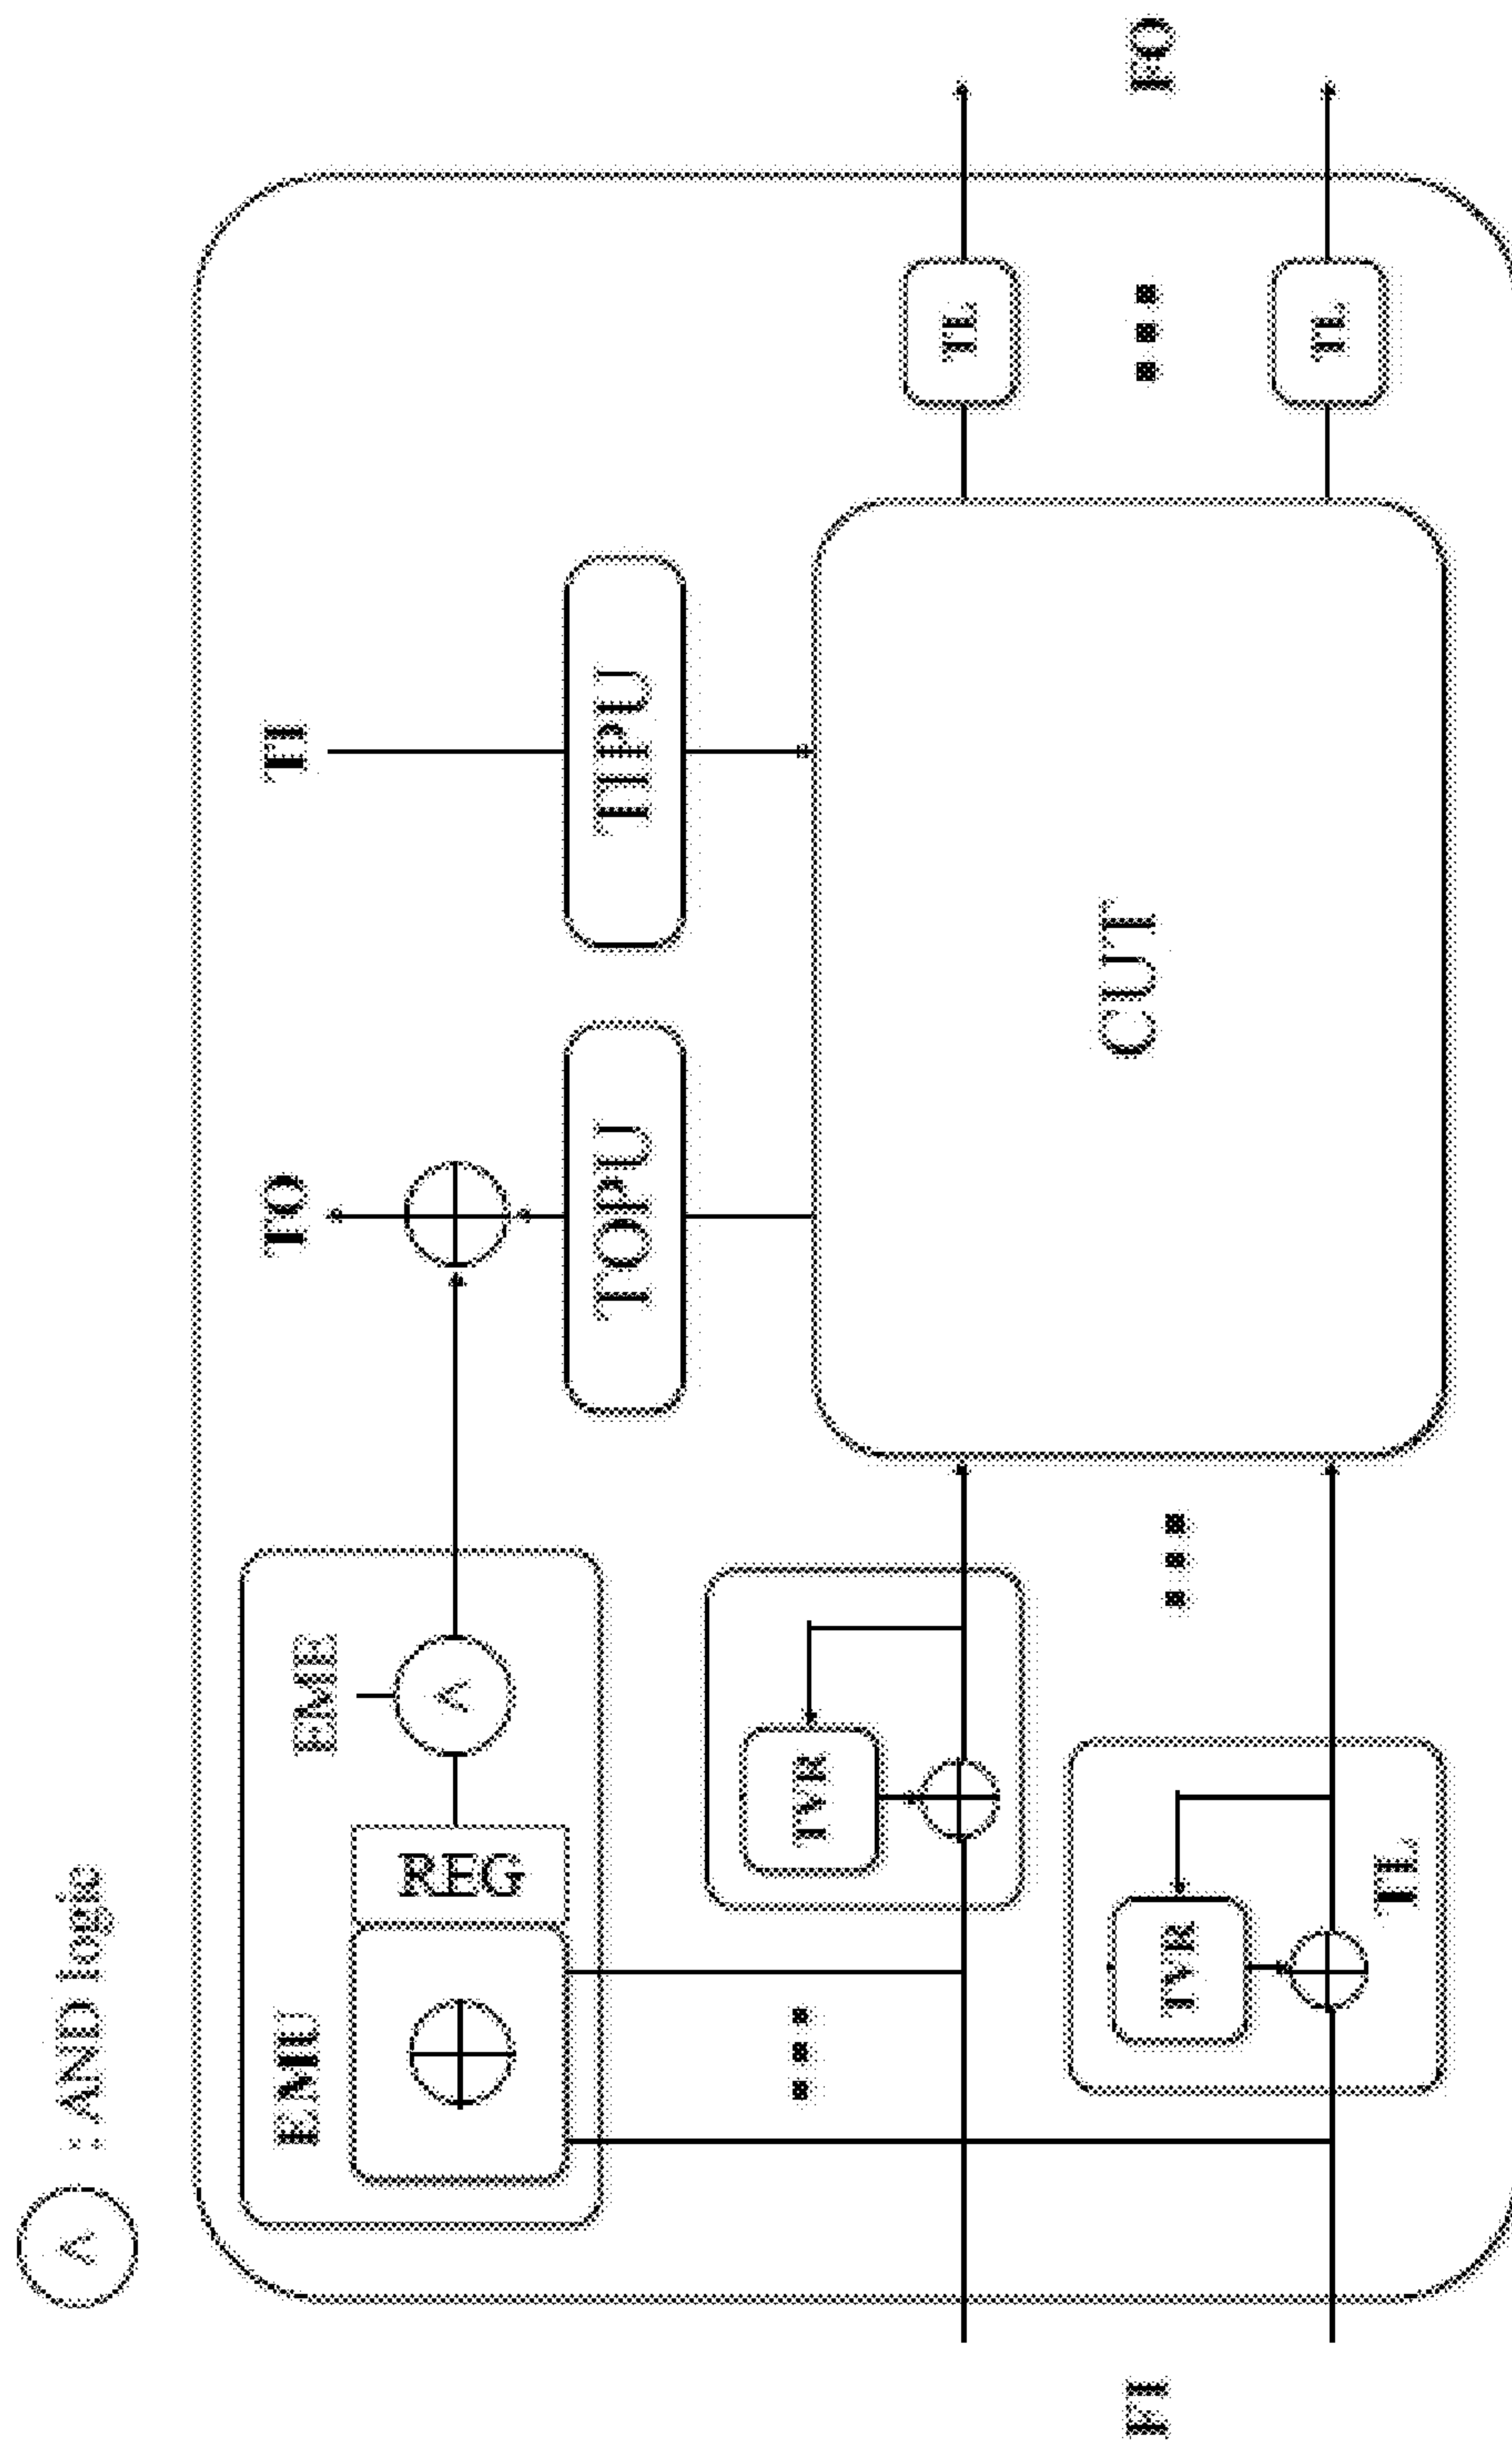 ∧ : AND logic
EMU
REG
EME
TO
TI
TOPU
TIPU
TVR
TVR
TL
CUT
TL
TL
FI
FO